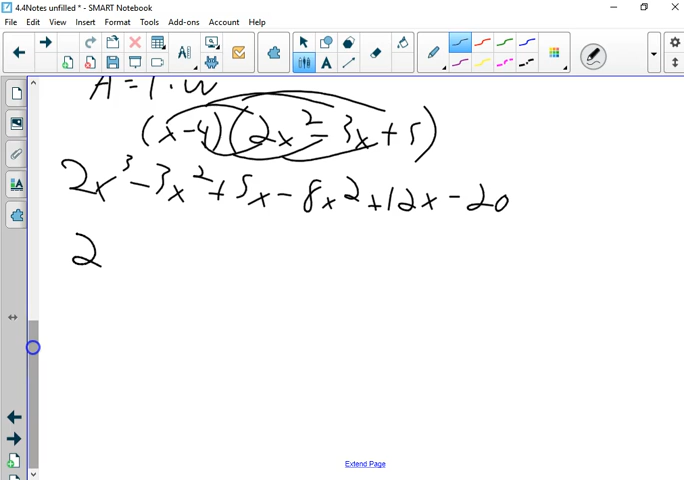 4.4Notes unfilled * - SMART Notebook
File Edit View Insert Format Tools Add-ons Account Help
A = l · w
(x-4)(2x² - 3x + 5)
2x³ - 3x² + 5x - 8x2 + 12x - 20
2
Extend Page